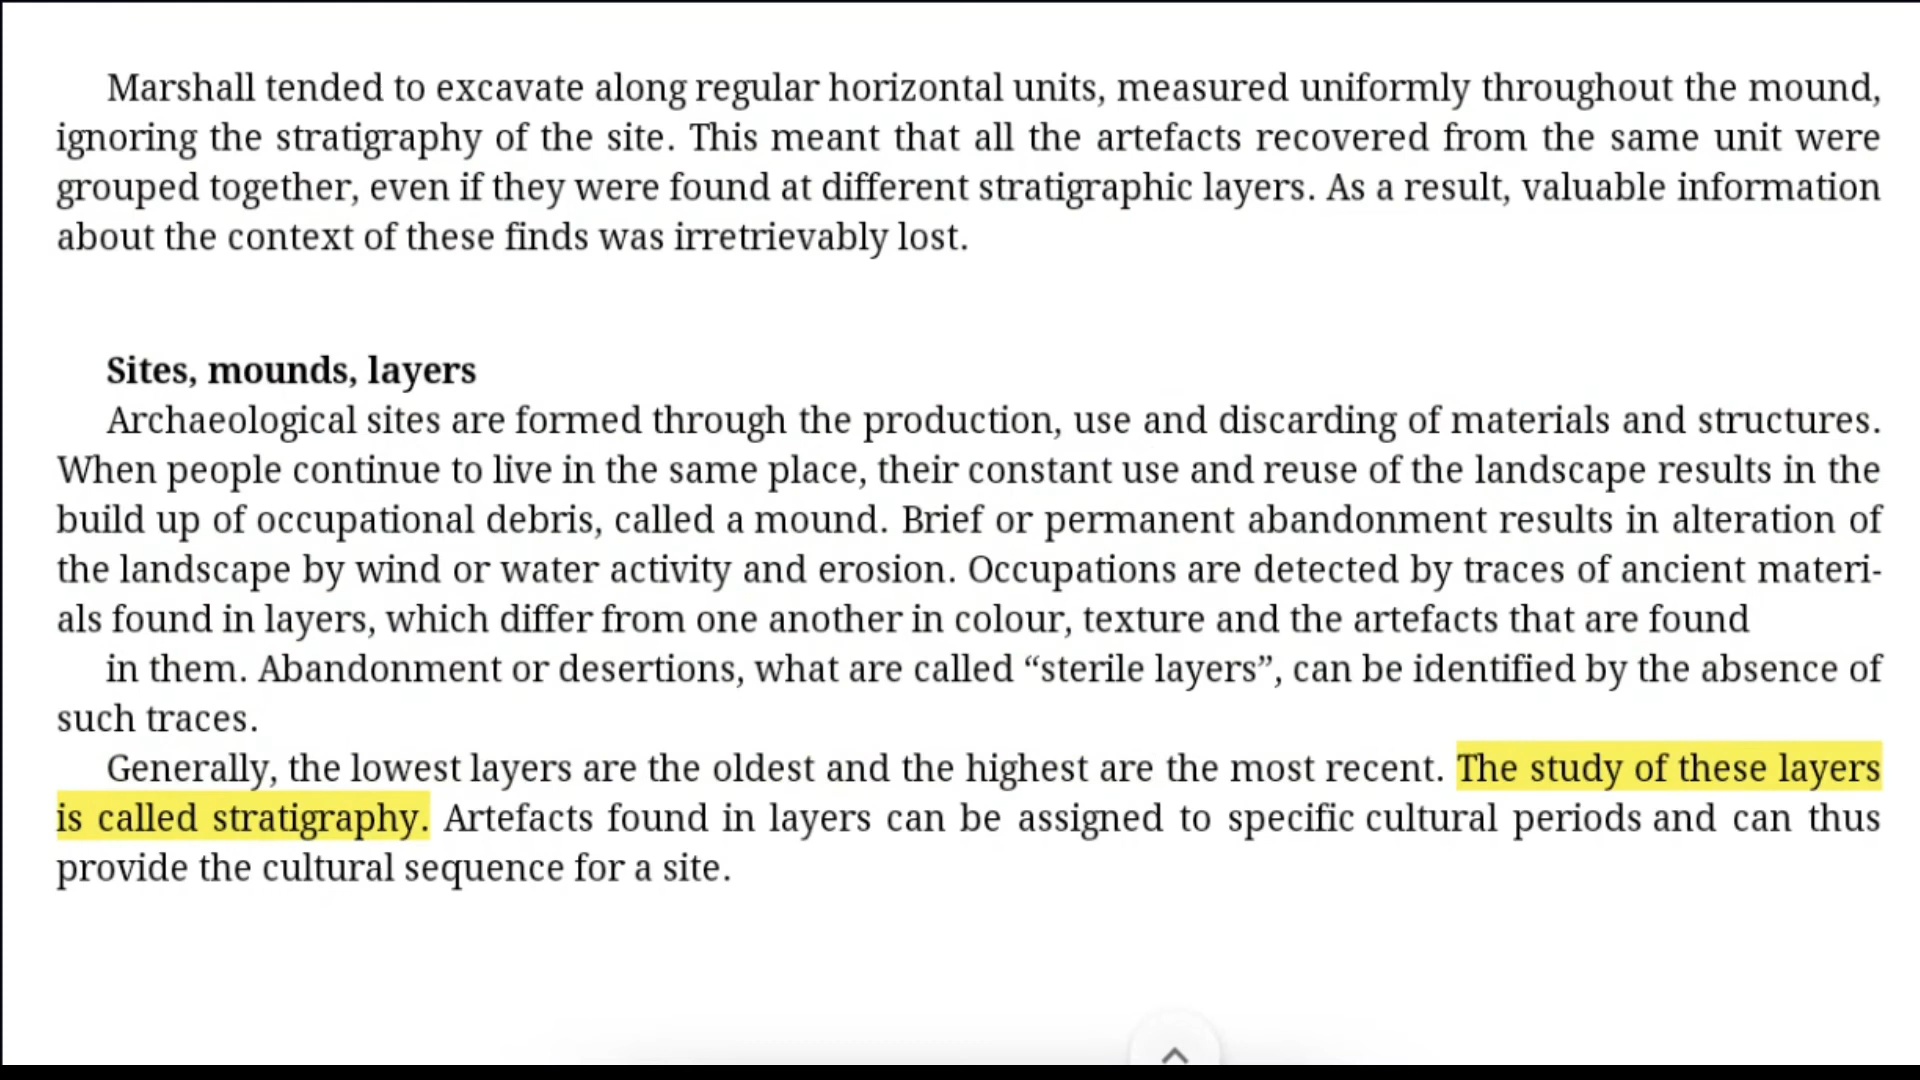 Marshall tended to excavate along regular horizontal units, measured uniformly throughout the mound,
ignoring the stratigraphy of the site. This meant that all the artefacts recovered from the same unit were
grouped together, even if they were found at different stratigraphic layers. As a result, valuable information
about the context of these finds was irretrievably lost.
Sites, mounds, layers
Archaeological sites are formed through the production, use and discarding of materials and structures.
When people continue to live in the same place, their constant use and reuse of the landscape results in the
build up of occupational debris, called a mound. Brief or permanent abandonment results in alteration of
the landscape by wind or water activity and erosion. Occupations are detected by traces of ancient materi-
als found in layers, which differ from one another in colour, texture and the artefacts that are found
in them. Abandonment or desertions, what are called “sterile layers”, can be identified by the absence of
such traces.
Generally, the lowest layers are the oldest and the highest are the most recent. The study of these layers
is called stratigraphy. Artefacts found in layers can be assigned to specific cultural periods and can thus
provide the cultural sequence for a site.